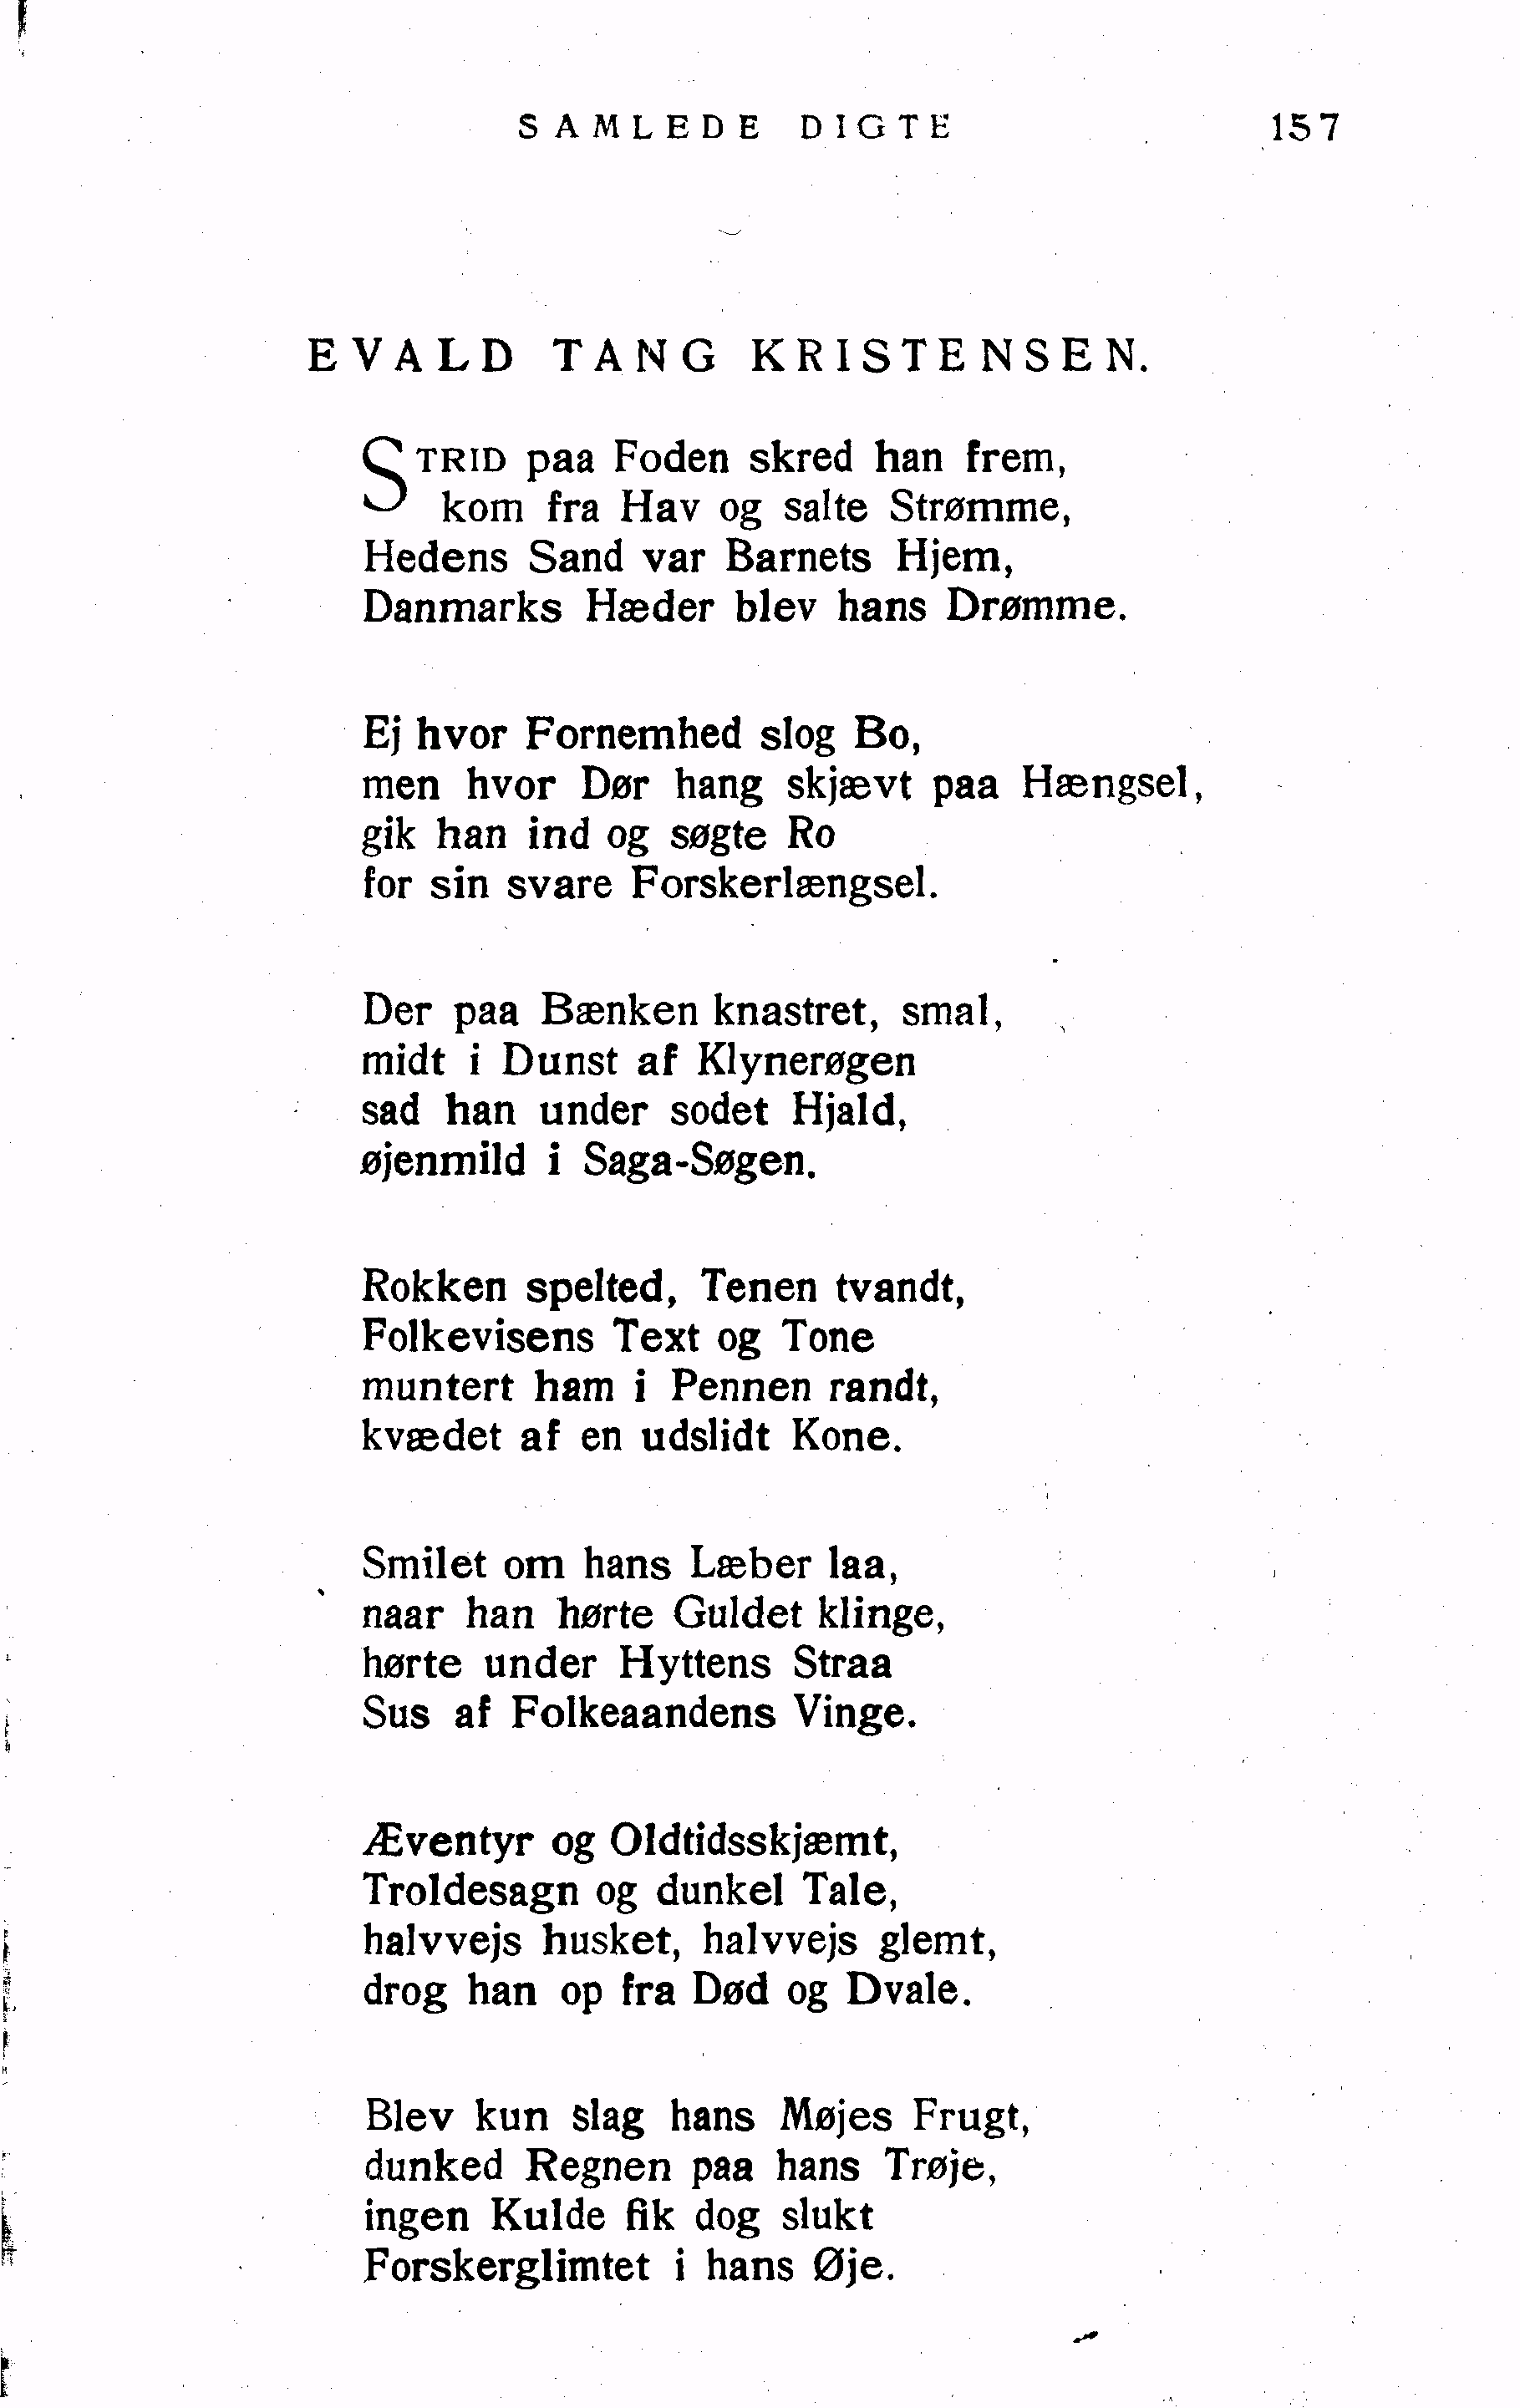 SAMLEDE DIGTE 157
EVALD TANG KRISTENSEN.
STRID paa Foden skred han frem,
kom fra Hav og salte Strømme,
Hedens Sand var Barnets Hjem,
Danmarks Hæder blev hans Drømme.
Ej hvor Fornemhed slog Bo,
men hvor Dør hang skjævt paa Hængsel,
gik han ind og søgte Ro
for sin svare Forskerlængsel.
Der paa Bænken knastret, smal,
midt i Dunst af Klynerøgen
sad han under sodet Hjald,
øjenmild i Saga-Søgen.
Rokken spelted, Tenen tvandt,
Folkevisens Text og Tone
muntert ham i Pennen randt,
kvædet af en udslidt Kone.
Smilet om hans Læber laa,
naar han hørte Guldet klinge,
hørte under Hyttens Straa
Sus af Folkeaandens Vinge.
Æventyr og Oldtidsskjæmt,
Troldesagn og dunkel Tale,
halvvejs husket, halvvejs glemt,
drog han op fra Død og Dvale.
Blev kun slag hans Møjes Frugt,
dunked Regnen paa hans Trøje,
ingen Kulde fik dog slukt
Forskerglimtet i hans Øje.